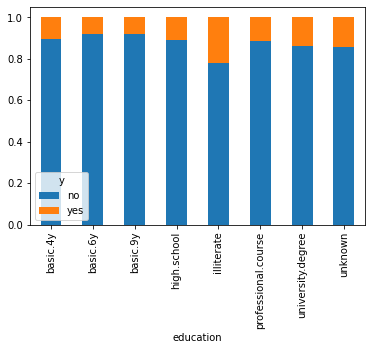 1.0
0.8
0.6
0.4
0.2
0.0
y
no
yes
basic.4y
basic.6y
basic.9y
high.school
illiterate
professional.course
university.degree
unknown
education